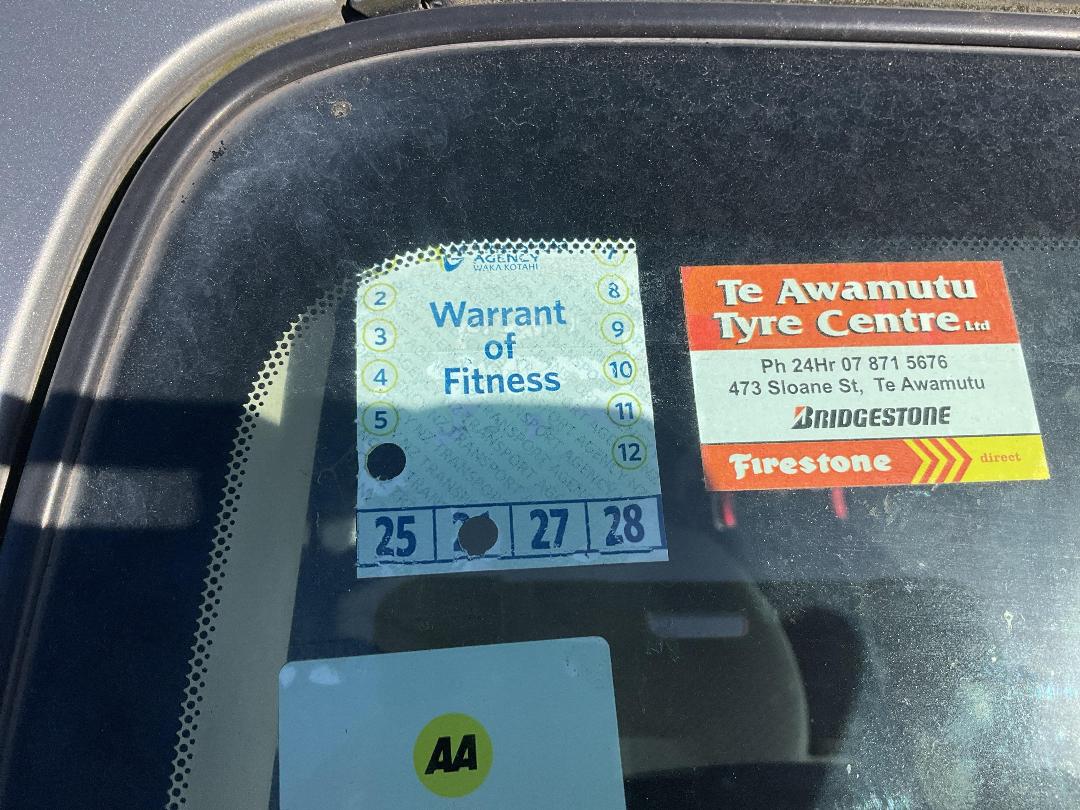 AGENCY
WAKA KOTAHI
2
3
4
5
Warrant
of
Fitness
7
8
9
10
11
12
25
27
28
Te Awamutu
Tyre Centre Ltd
Ph 24Hr 07 871 5676
473 Sloane St, Te Awamutu
BRIDGESTONE
Firestone direct
AA